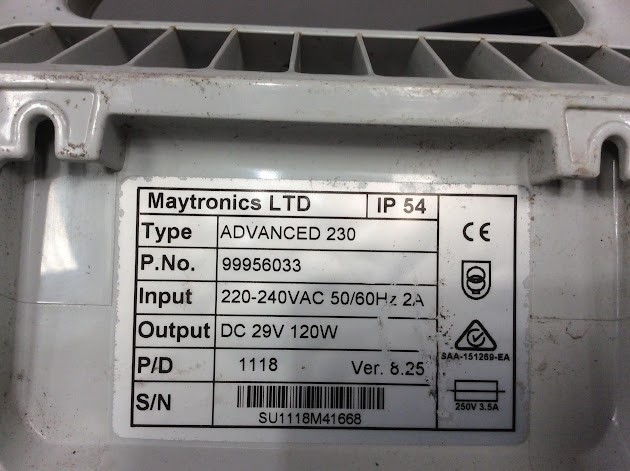 Maytronics LTD IP 54
Type ADVANCED 230
P.No. 99956033
Input 220-240VAC 50/60Hz 2A
Output DC 29V 120W
P/D 1118 Ver. 8.25
S/N
SU1118M41668
CE
SAA-151269-EA
250V 3.5A